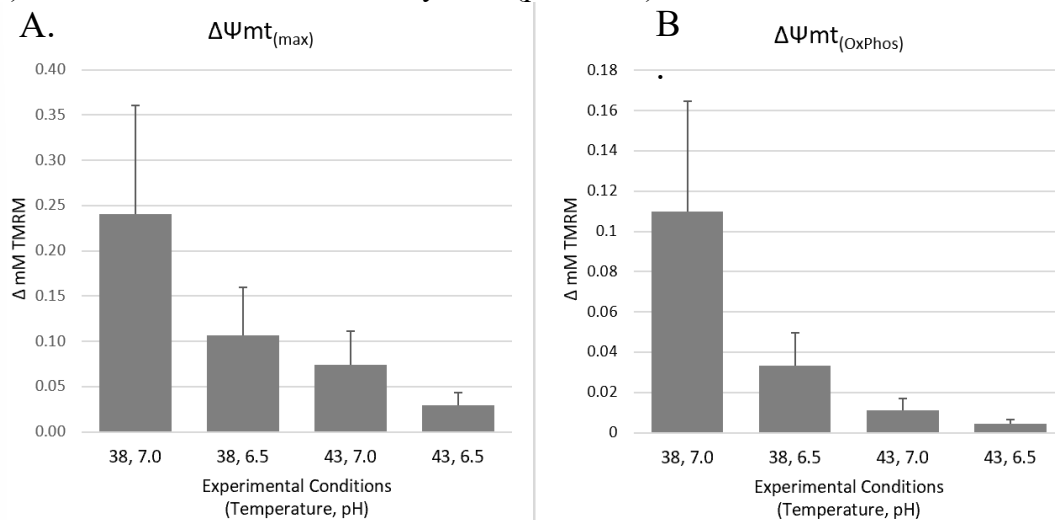 A.
ΔΨmt(max)
0.40
0.35
0.30
0.25
0.20
0.15
0.10
0.05
0.00
Δ mM TMRM
38, 7.0 38, 6.5 43, 7.0 43, 6.5
Experimental Conditions
(Temperature, pH)
B
.
ΔΨmt(OxPhos)
0.18
0.16
0.14
0.12
0.1
0.08
0.06
0.04
0.02
0
Δ mM TMRM
38, 7.0 38, 6.5 43, 7.0 43, 6.5
Experimental Conditions
(Temperature, pH)